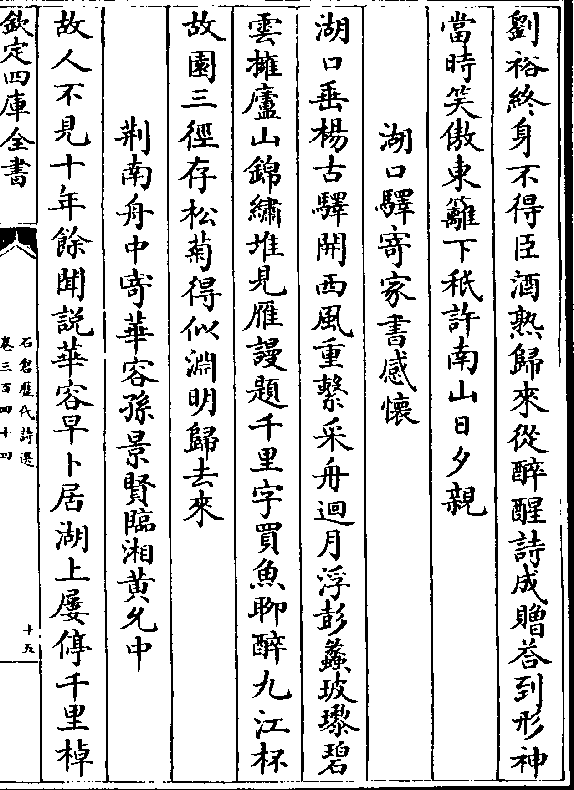 劉裕終身不得臣酒熟歸來從醉醒詩成贈荅到形神
當時笑傲東籬下秖許南山日夕親
湖口驛寄家書感懷
湖口垂楊古驛開西風重繫采舟迴月浮彭蠡玻瓈碧
雲擁廬山錦繡堆見雁謾題千里字買魚聊醉九江杯
故園三徑存松菊得似淵明歸去來
荆南舟中寄華容孫景賢臨湘黄允中
故人不見十年餘聞說華容早卜居湖上屢停千里棹
欽定四庫全書
石倉歷代詩選
卷三百四十四
十五